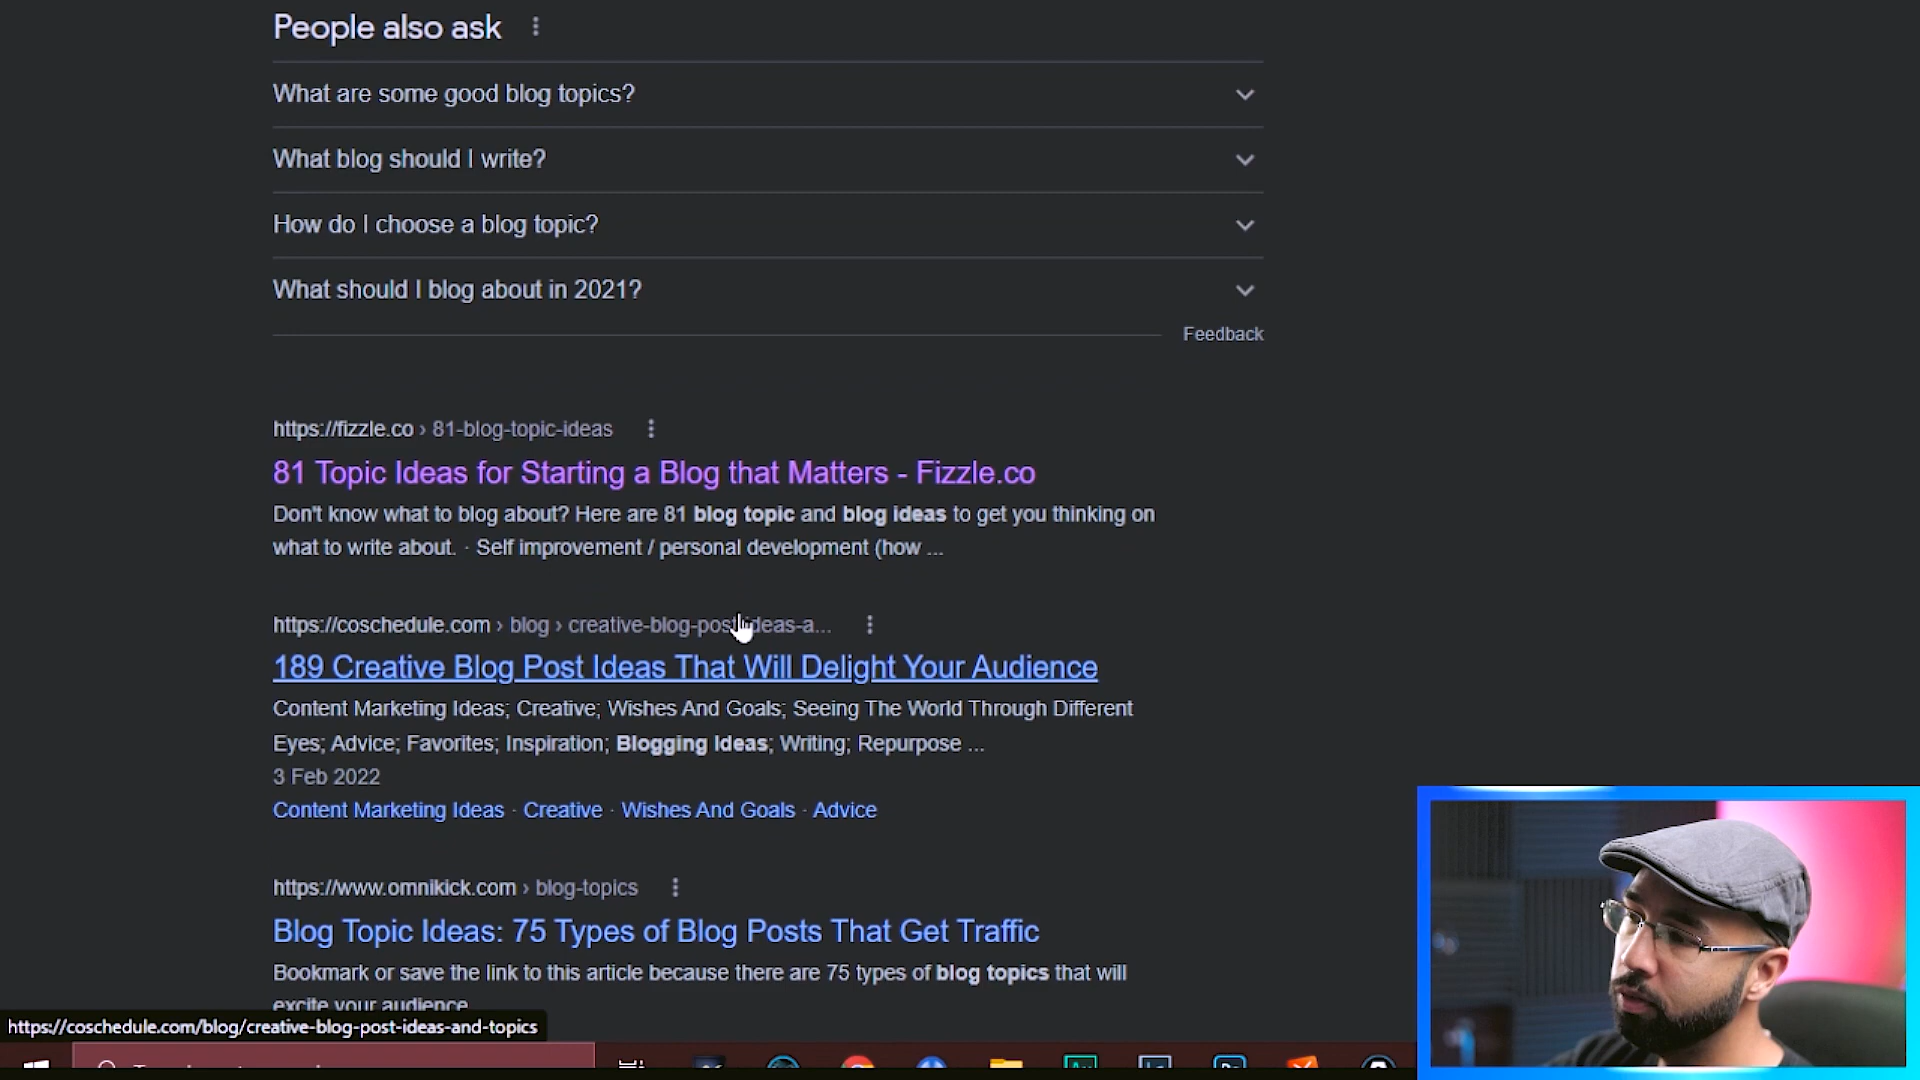 People also ask
What are some good blog topics?
What blog should I write?
How do I choose a blog topic?
What should I blog about in 2021?
Feedback
https://fizzle.co › 81-blog-topic-ideas
81 Topic Ideas for Starting a Blog that Matters - Fizzle.co
Don't know what to blog about? Here are 81 blog topic and blog ideas to get you thinking on
what to write about. · Self improvement / personal development (how ...
https://coschedule.com › blog › creative-blog-post-ideas-a...
189 Creative Blog Post Ideas That Will Delight Your Audience
Content Marketing Ideas; Creative; Wishes And Goals; Seeing The World Through Different
Eyes; Advice; Favorites; Inspiration; Blogging Ideas; Writing; Repurpose ...
3 Feb 2022
Content Marketing Ideas · Creative · Wishes And Goals · Advice
https://www.omnikick.com › blog-topics
Blog Topic Ideas: 75 Types of Blog Posts That Get Traffic
Bookmark or save the link to this article because there are 75 types of blog topics that will
excite your audience
https://coschedule.com/blog/creative-blog-post-ideas-and-topics